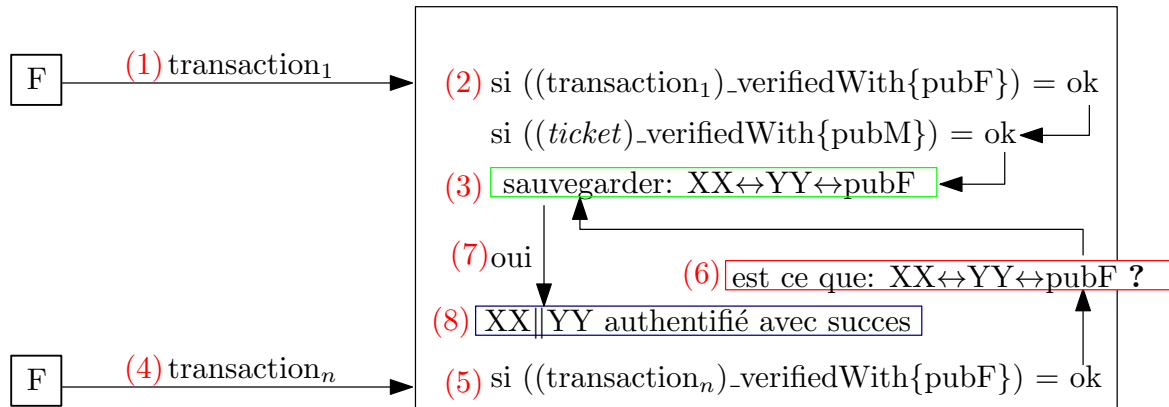 F (1) transaction₁
(2) si ((transaction₁)_verifiedWith{pubF}) = ok
si ((ticket)_verifiedWith{pubM}) = ok
(3) sauvegarder: XX↔YY↔pubF
(7) oui
(6) est ce que: XX↔YY↔pubF ?
(8) XX||YY authentifié avec succes
F (4) transactionₙ
(5) si ((transactionₙ)_verifiedWith{pubF}) = ok